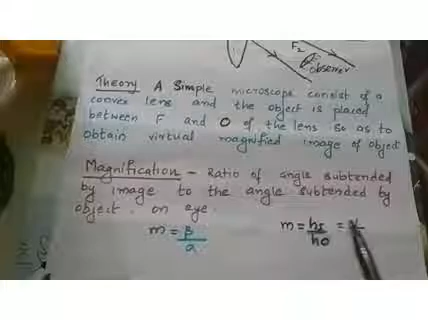 F2
observer
Theory A Simple microscope consist of a
convex lens and the object is placed
between F and O of the lens so as to
obtain virtual magnified image of object
Magnification - Ratio of angle subtended
by image to the angle subtended by
object on eye.
m = β/a
m = hI/ho =